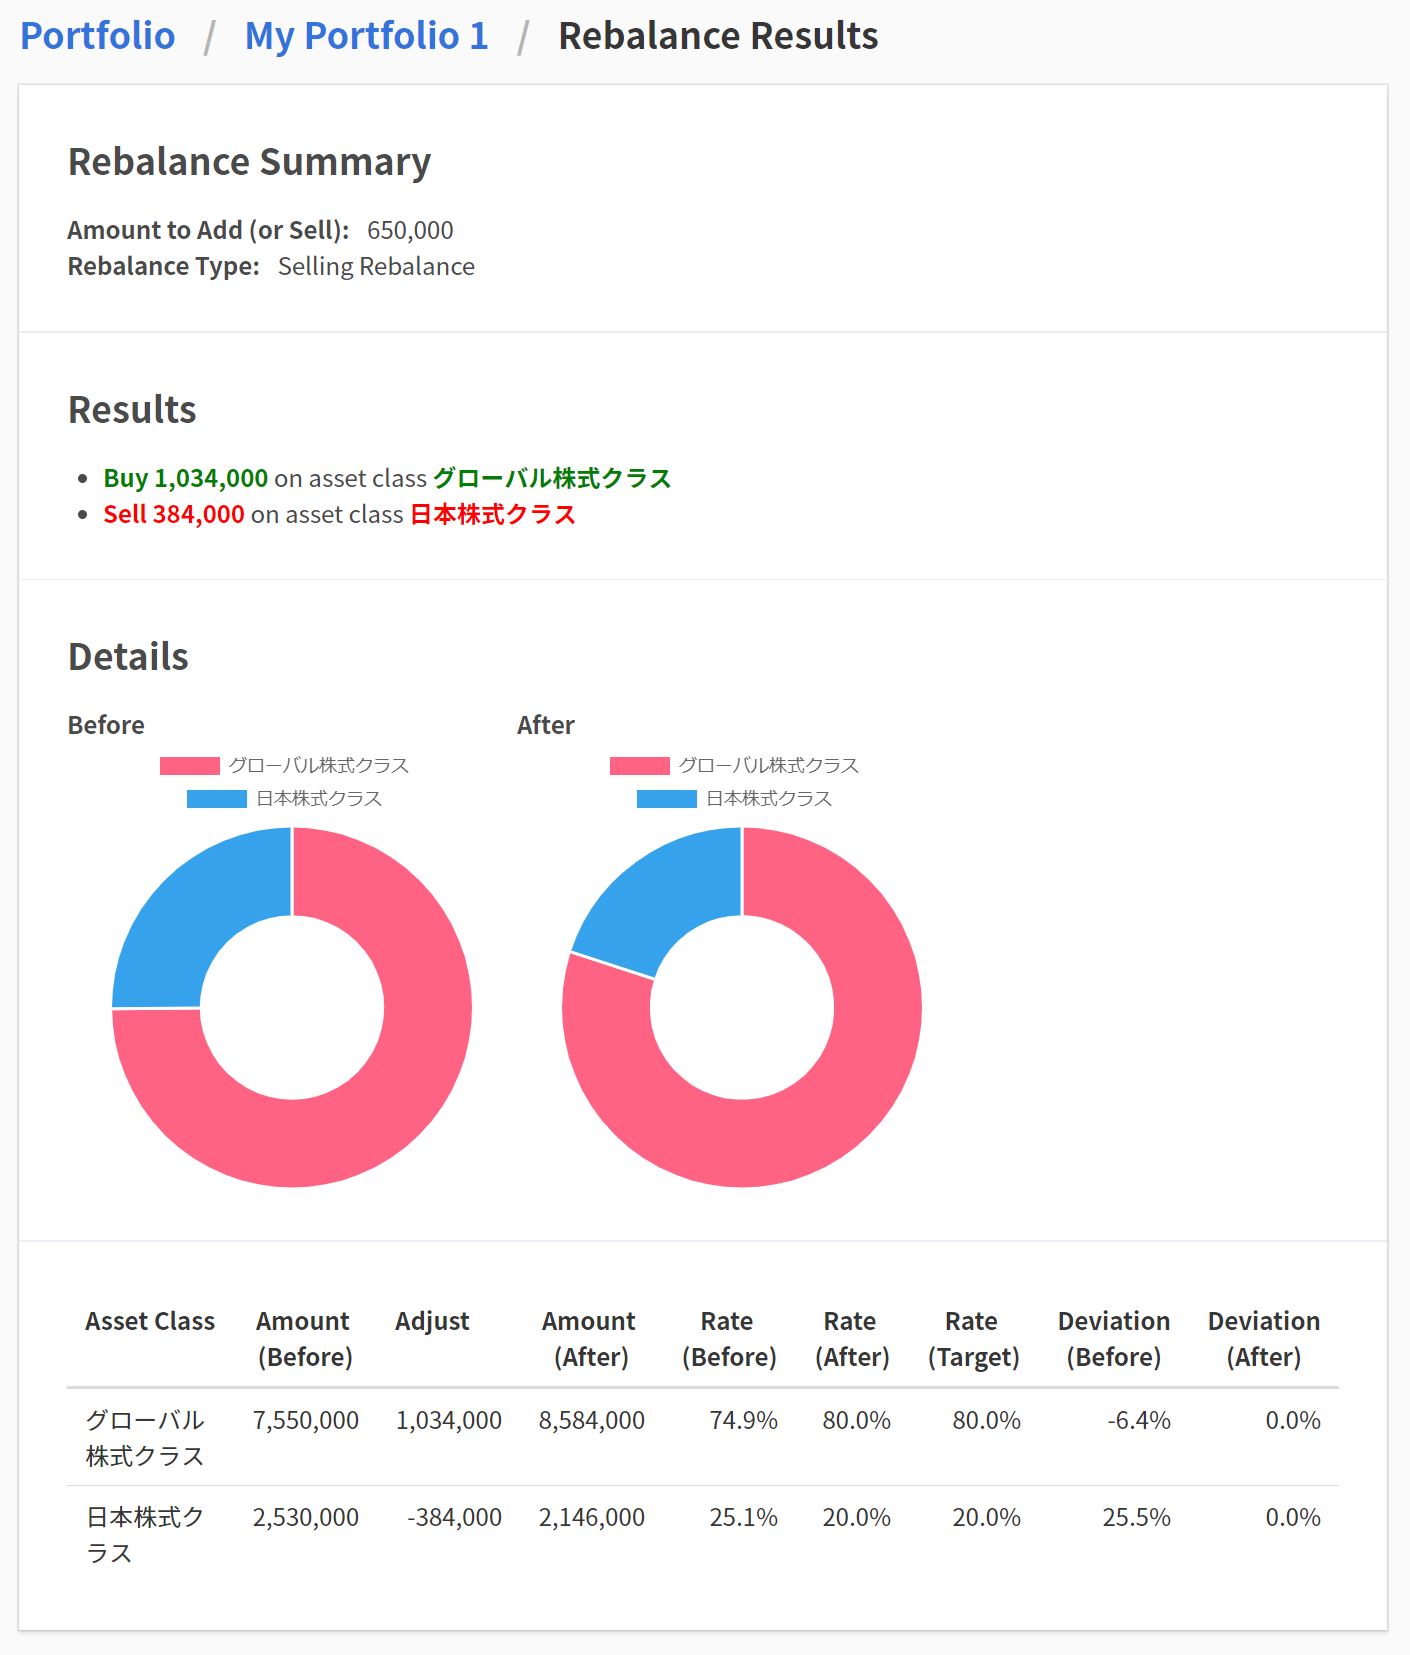 Portfolio / My Portfolio 1 / Rebalance Results
Rebalance Summary
Amount to Add (or Sell): 650,000
Rebalance Type: Selling Rebalance
Results
• Buy 1,034,000 on asset class グローバル株式クラス
• Sell 384,000 on asset class 日本株式クラス
Details
Before
グローバル株式クラス
日本株式クラス
After
グローバル株式クラス
日本株式クラス
Asset Class Amount Adjust Amount Rate Rate Rate Deviation Deviation
(Before) (After) (Before) (After) (Target) (Before) (After)
グローバル 7,550,000 1,034,000 8,584,000 74.9% 80.0% 80.0% -6.4% 0.0%
株式クラス
日本株式ク 2,530,000 -384,000 2,146,000 25.1% 20.0% 20.0% 25.5% 0.0%
ラス